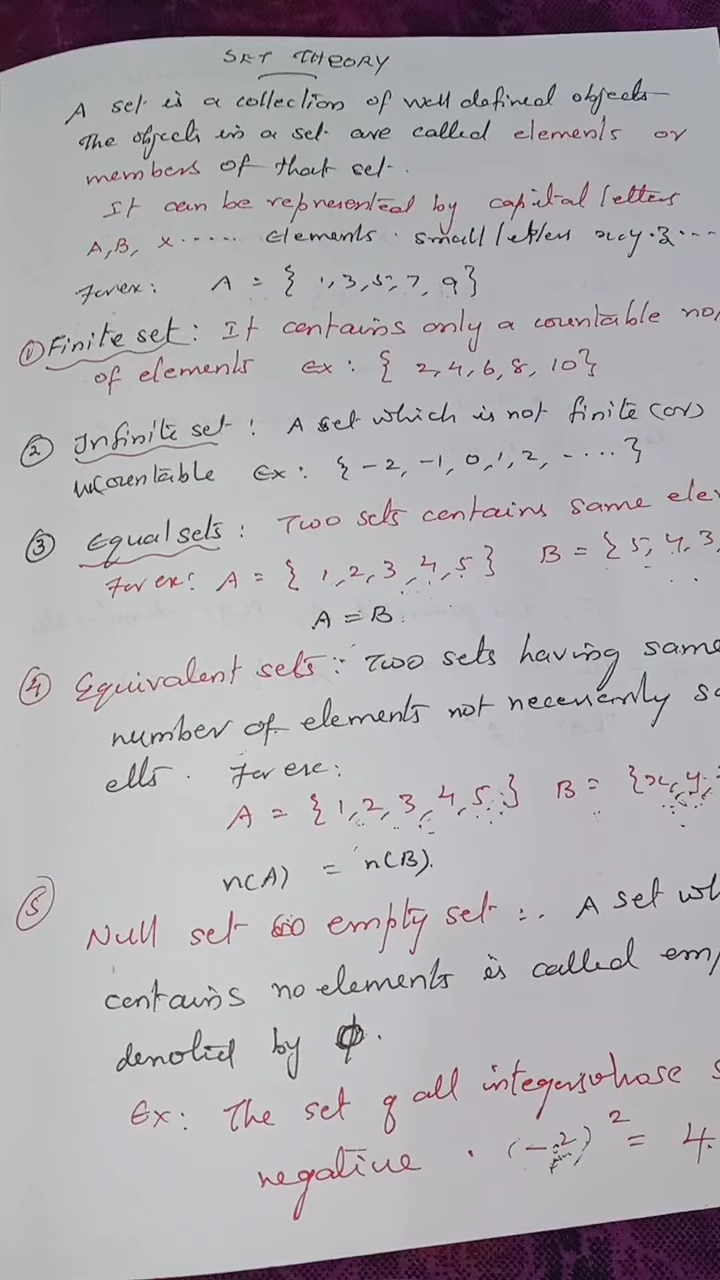 SET THEORY
A set is a collection of well defined objects
The objects in a set are called elements or
members of that set.
It can be represented by capital letters
A, B, x ...... elements. small letters x, y, z ....
For ex: A = { 1, 3, 5, 7, 9 }
① Finite set: It contains only a countable no.
of elements ex: { 2, 4, 6, 8, 10 }
② Infinite set: A set which is not finite (or)
uncountable Ex: { -2, -1, 0, 1, 2, ..... }
③ Equal sets: Two sets contains same ele
For ex: A = { 1, 2, 3, 4, 5 } B = { 5, 4, 3,
A = B.
④ Equivalent sets: Two sets having same
number of elements not necessarily sa
ells. For ex:
A = { 1, 2, 3, 4, 5 } B = { x, y,
n(A) = n(B).
⑤ Null set (or) empty set:. A set wh
contains no elements is called em
denoted by ϕ.
Ex: The set of all integers whose s
negative. (-2)² = 4.